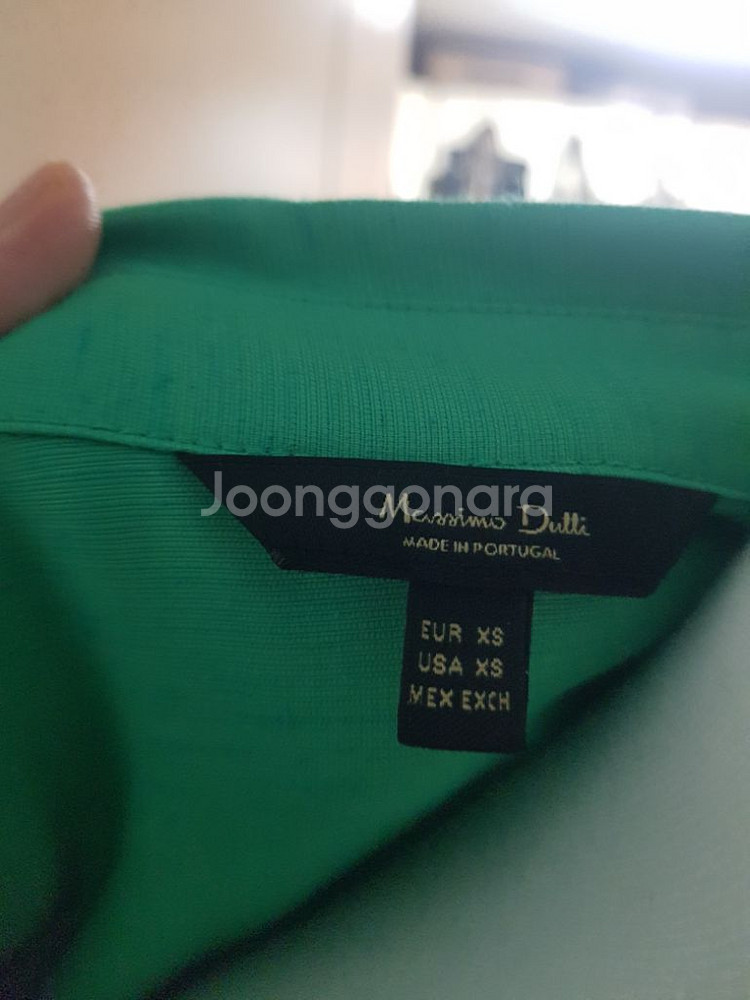 Joonggonara
Massimo Dutti
MADE IN PORTUGAL
EUR XS
USA XS
MEX EXCH